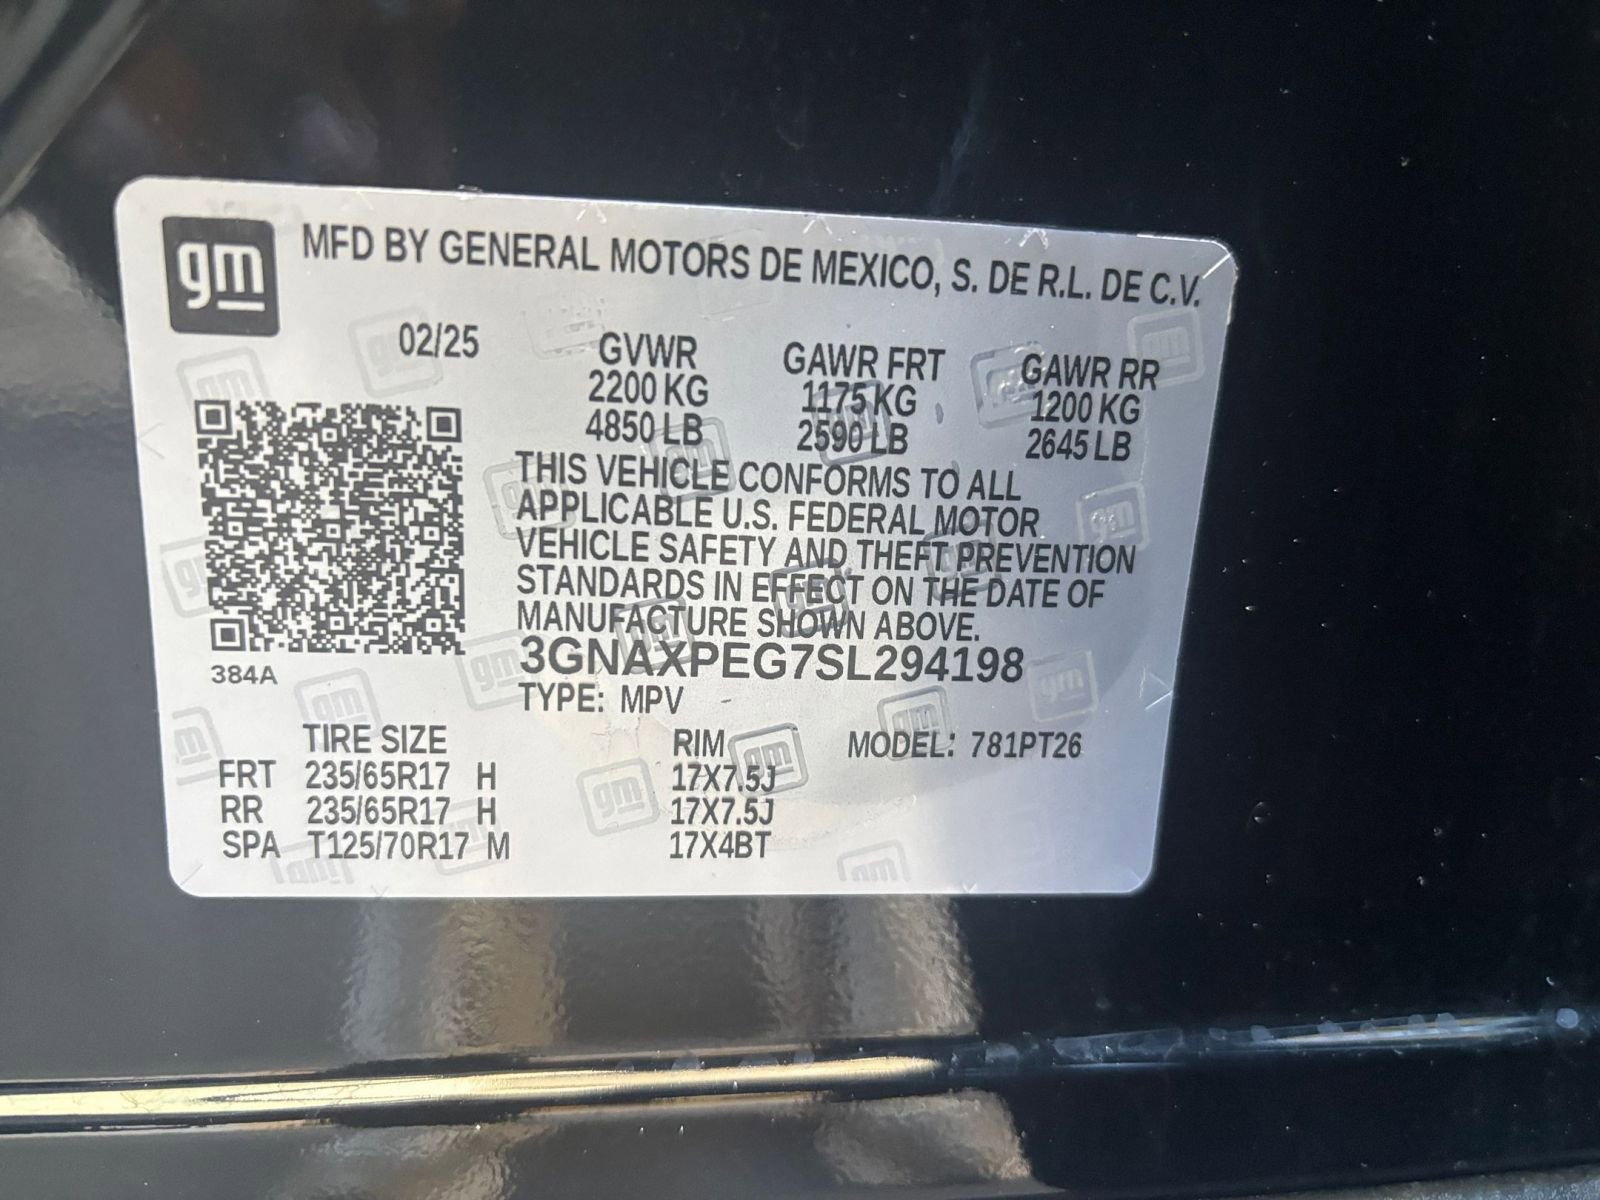 gm
MFD BY GENERAL MOTORS DE MEXICO, S. DE R.L. DE C.V.
02/25 GVWR GAWR FRT GAWR RR
2200 KG 1175 KG 1200 KG
4850 LB 2590 LB 2645 LB
THIS VEHICLE CONFORMS TO ALL
APPLICABLE U.S. FEDERAL MOTOR
VEHICLE SAFETY AND THEFT PREVENTION
STANDARDS IN EFFECT ON THE DATE OF
MANUFACTURE SHOWN ABOVE.
384A
3GNAXPEG7SL294198
TYPE: MPV
TIRE SIZE RIM MODEL: 781PT26
FRT 235/65R17 H 17X7.5J
RR 235/65R17 H 17X7.5J
SPA T125/70R17 M 17X4BT